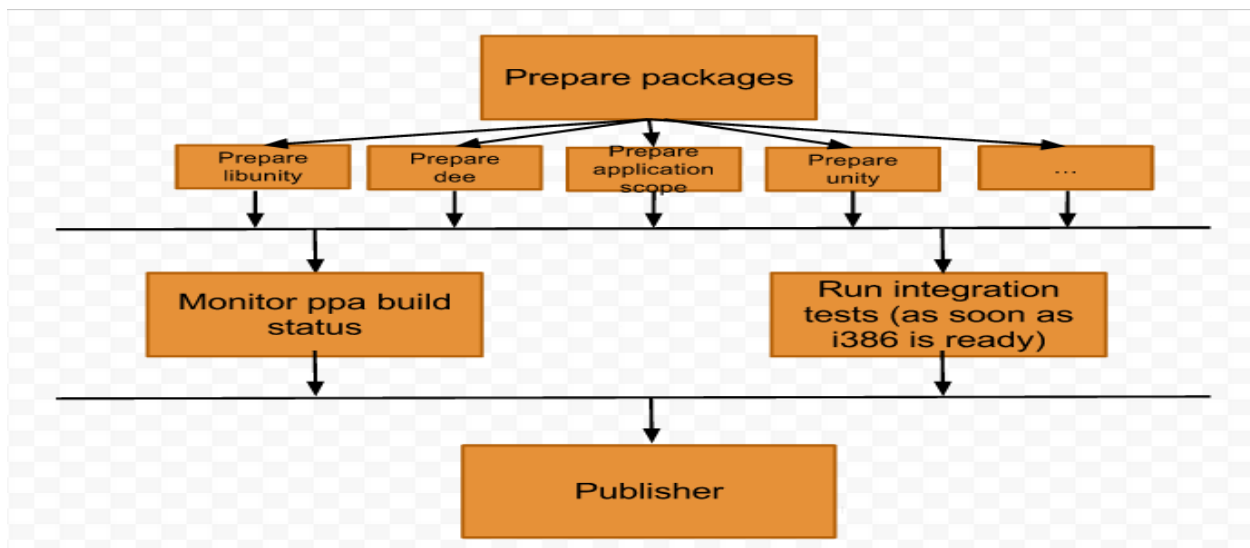 Prepare packages
Prepare
libunity
Prepare
dee
Prepare
application
scope
Prepare
unity
...
Monitor ppa build
status
Run integration
tests (as soon as
i386 is ready)
Publisher